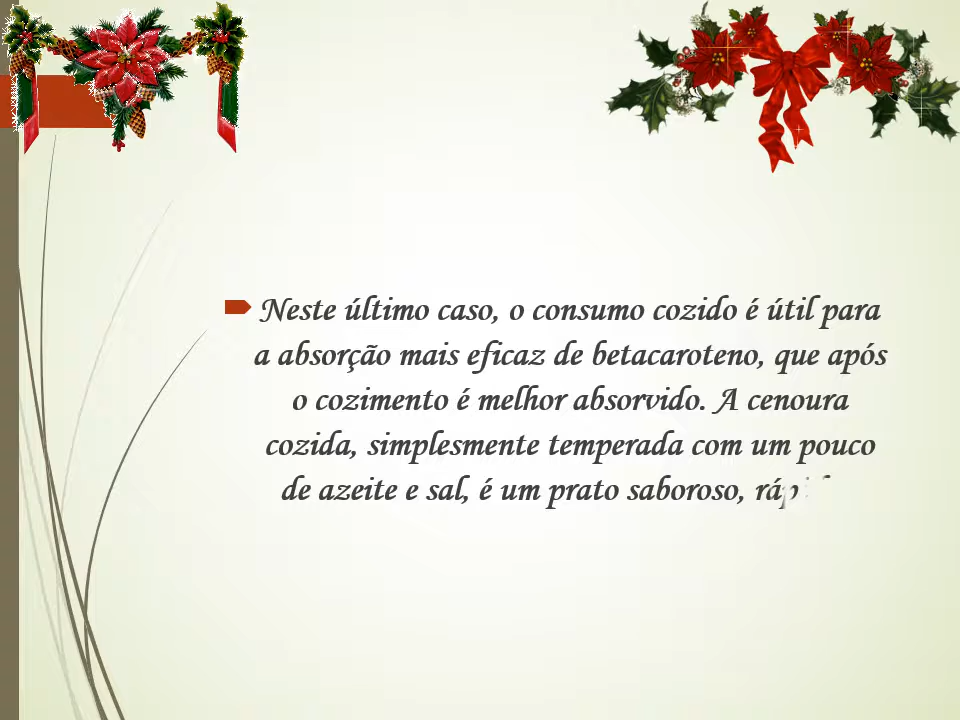 Neste último caso, o consumo cozido é útil para
a absorção mais eficaz de betacaroteno, que após
o cozimento é melhor absorvido. A cenoura
cozida, simplesmente temperada com um pouco
de azeite e sal, é um prato saboroso,